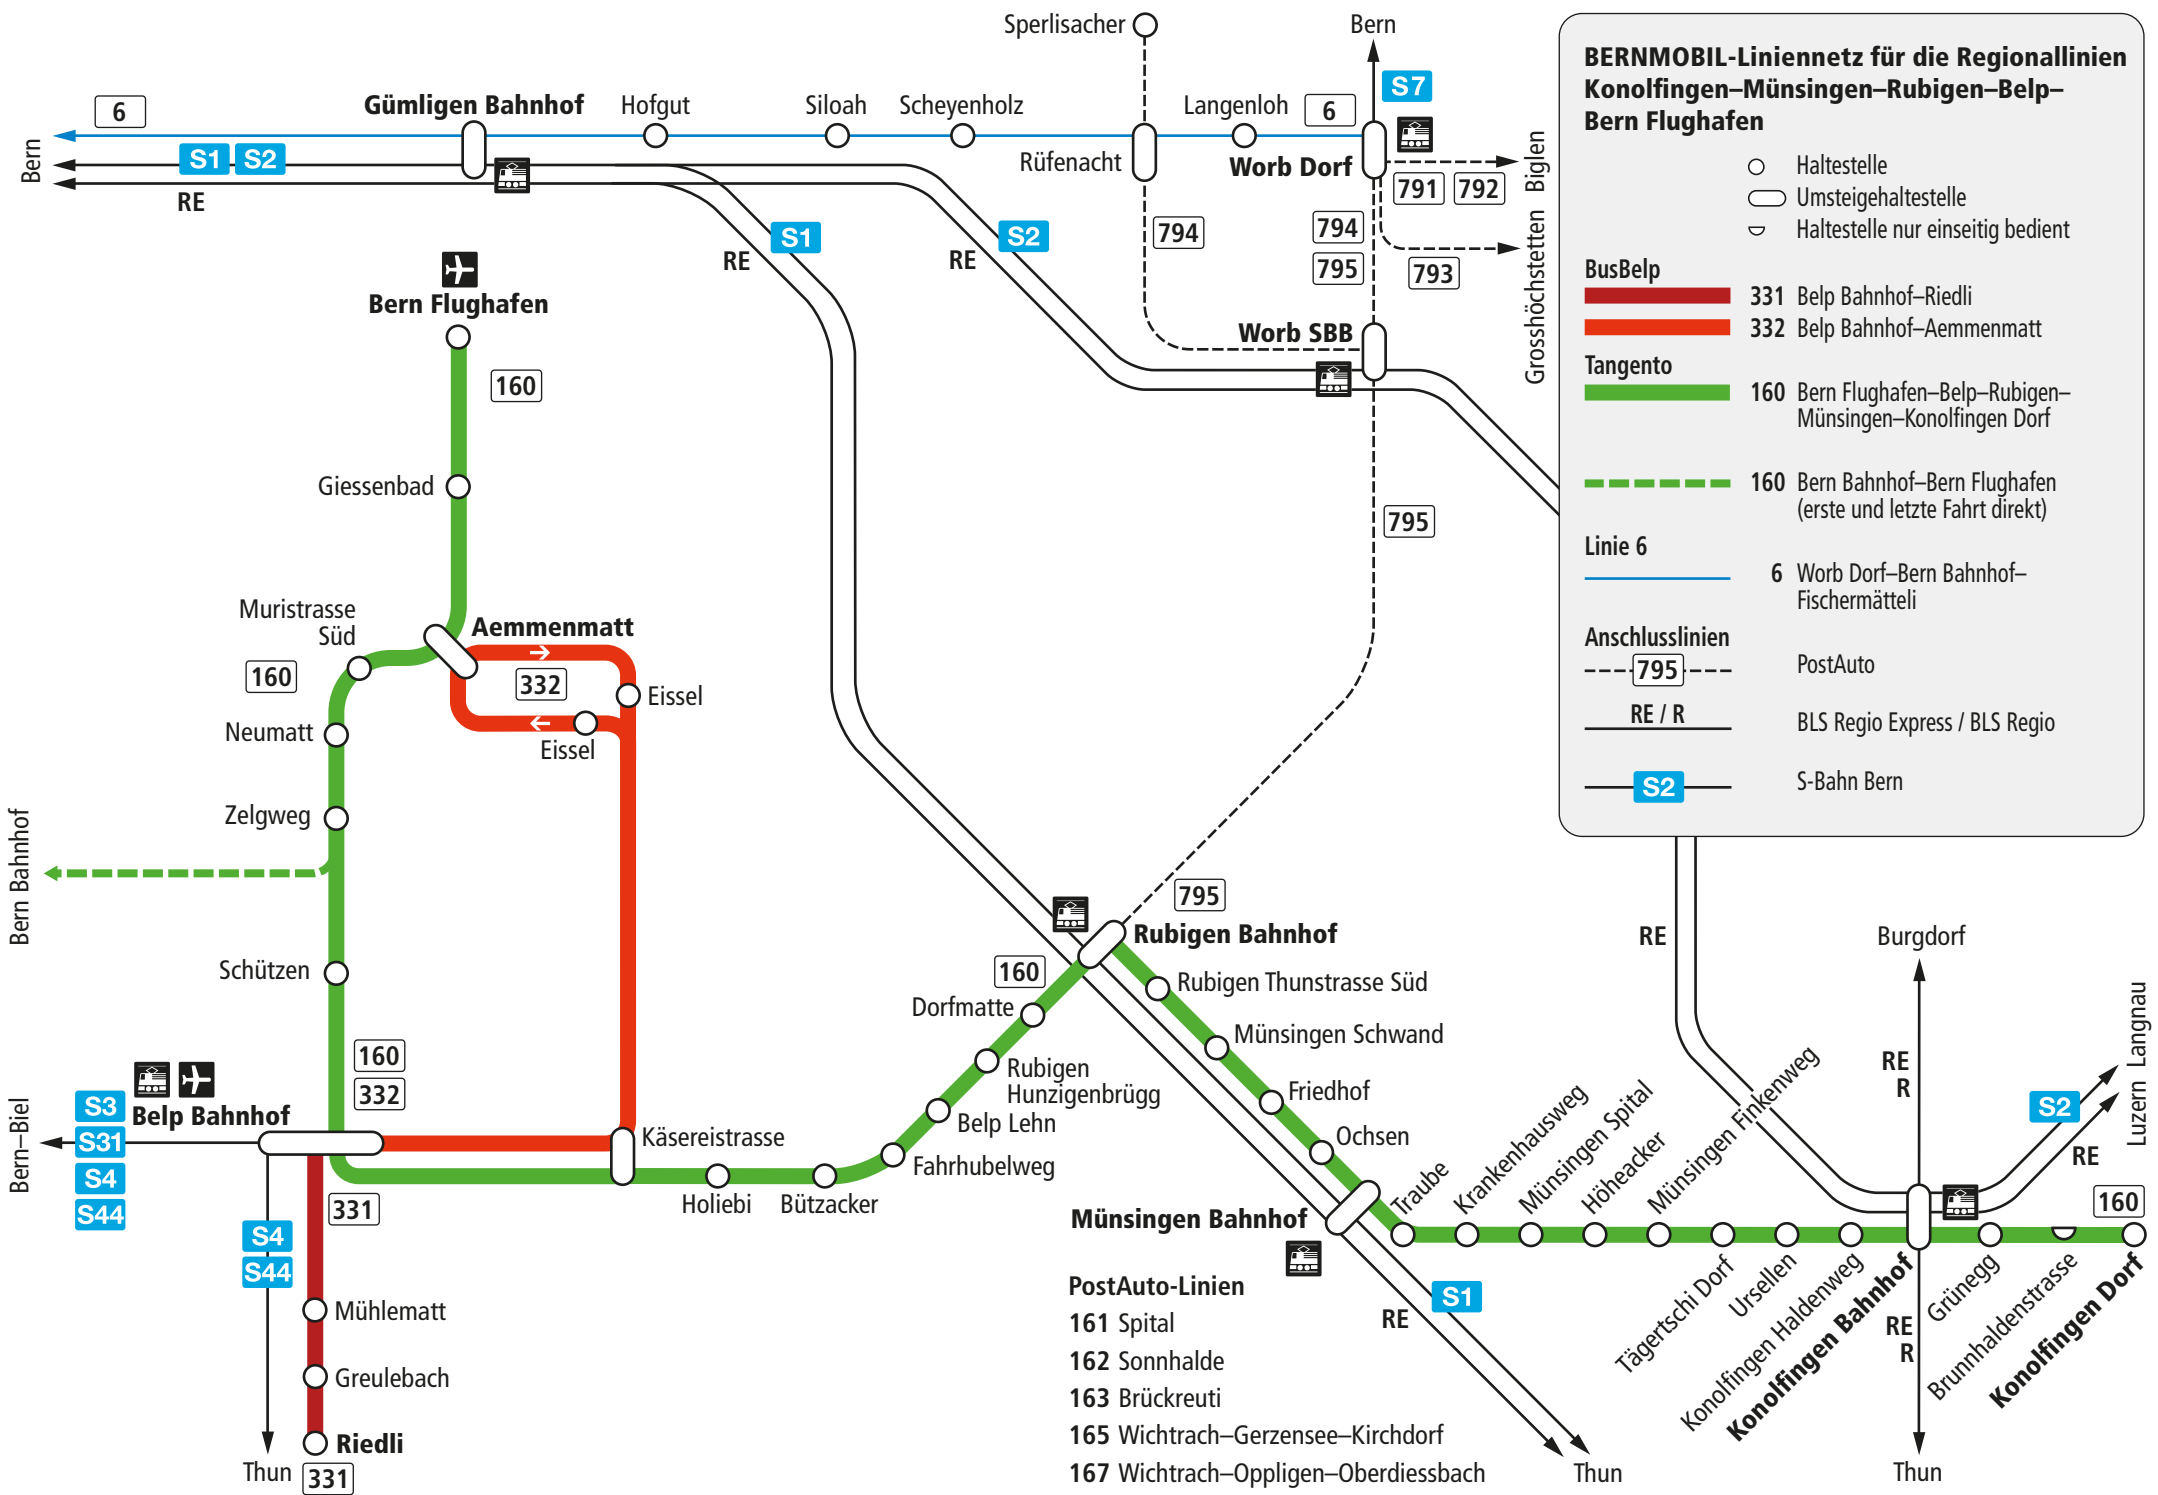 Sperlisacher
Bern
BERNMOBIL-Liniennetz für die Regionallinien
Konolfingen–Münsingen–Rubigen–Belp–
Bern Flughafen
Haltestelle
Umsteigehaltestelle
Haltestelle nur einseitig bedient
BusBelp
331 Belp Bahnhof–Riedli
332 Belp Bahnhof–Aemmenmatt
Tangento
160 Bern Flughafen–Belp–Rubigen–
Münsingen–Konolfingen Dorf
160 Bern Bahnhof–Bern Flughafen
(erste und letzte Fahrt direkt)
Linie 6
6 Worb Dorf–Bern Bahnhof–
Fischermätteli
Anschlusslinien
795 PostAuto
RE / R BLS Regio Express / BLS Regio
S2 S-Bahn Bern
S7
6
Gümligen Bahnhof
Hofgut
Siloah
Scheyenholz
Langenloh
6
Bern
S1 S2
RE
Rüfenacht
Worb Dorf
791 792
Biglen
794
794
795
793
Grosshöchstetten
S1
RE
S2
RE
Worb SBB
795
Bern Flughafen
160
Giessenbad
Muristrasse
Süd
Aemmenmatt
160
332
Eissel
Eissel
Neumatt
Zelgweg
Bern Bahnhof
Schützen
160
332
S3
S31
S4
S44
Belp Bahnhof
Bern–Biel
331
S4
S44
Mühlematt
Greulebach
Riedli
Thun
331
Käsereistrasse
Holiebi
Bützacker
Fahrhubelweg
Belp Lehn
Rubigen
Hunzigenbrügg
Dorfmatte
160
795
Rubigen Bahnhof
Rubigen Thunstrasse Süd
Münsingen Schwand
Friedhof
Ochsen
Münsingen Bahnhof
Traube
Krankenhausweg
Münsingen Spital
Höheacker
Münsingen Finkenweg
Tägertschi Dorf
Ursellen
Konolfingen Haldenweg
Konolfingen Bahnhof
Grünegg
Brunnhaldenstrasse
Konolfingen Dorf
160
RE
Burgdorf
RE
R
S2
RE
Langnau
Luzern
RE
R
Thun
S1
RE
Thun
PostAuto-Linien
161 Spital
162 Sonnhalde
163 Brückreuti
165 Wichtrach–Gerzensee–Kirchdorf
167 Wichtrach–Oppligen–Oberdiessbach